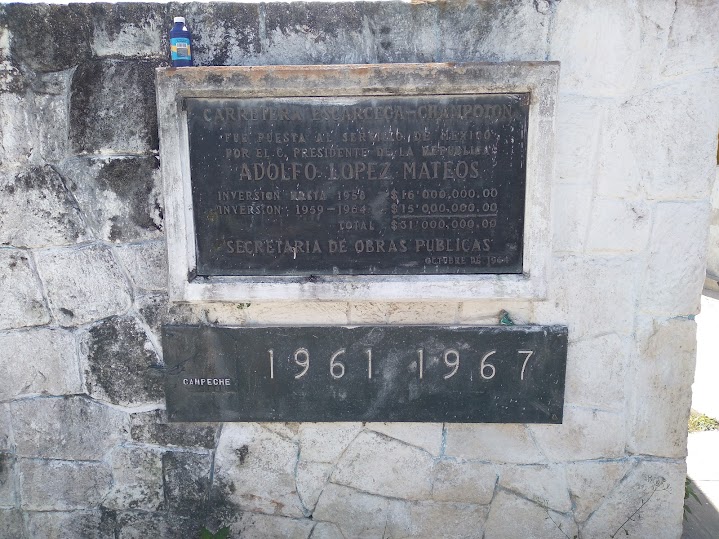 CARRETERA ESCARCEGA-CHAMPOTON
FUE PUESTA AL SERVICIO DE MEXICO
POR EL C. PRESIDENTE DE LA REPUBLICA
ADOLFO LOPEZ MATEOS
INVERSION HASTA 1958 $16'000,000.00
INVERSION: 1959-1964 $15'000,000.00
TOTAL $31'000,000.00
SECRETARIA DE OBRAS PUBLICAS
OCTUBRE DE 1964
CAMPECHE 1961 1967